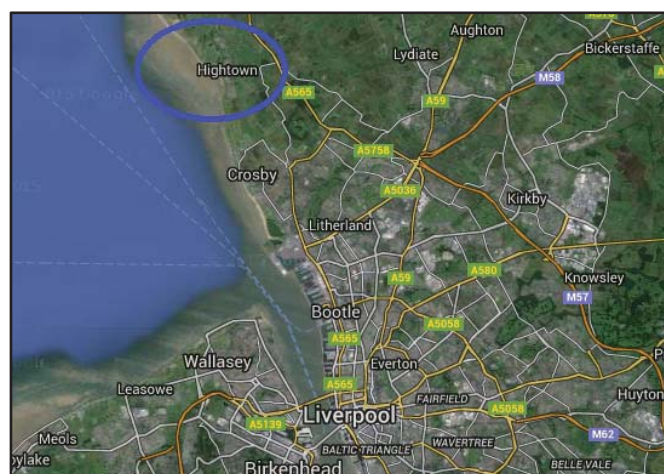 Aughton
Lydiate
Bickerstaffe
Hightown
M58
A565
A59
A5758
Crosby
A5036
Kirkby
Litherland
A59
A580
Knowsley
M57
Bootle
A5058
A565
Wallasey
Everton
Leasowe
A565
FAIRFIELD
Huyton
Liverpool
A5058
A5139
M62
Meols
BALTIC TRIANGLE
WAVERTREE
Birkenhead
BELLE VALE